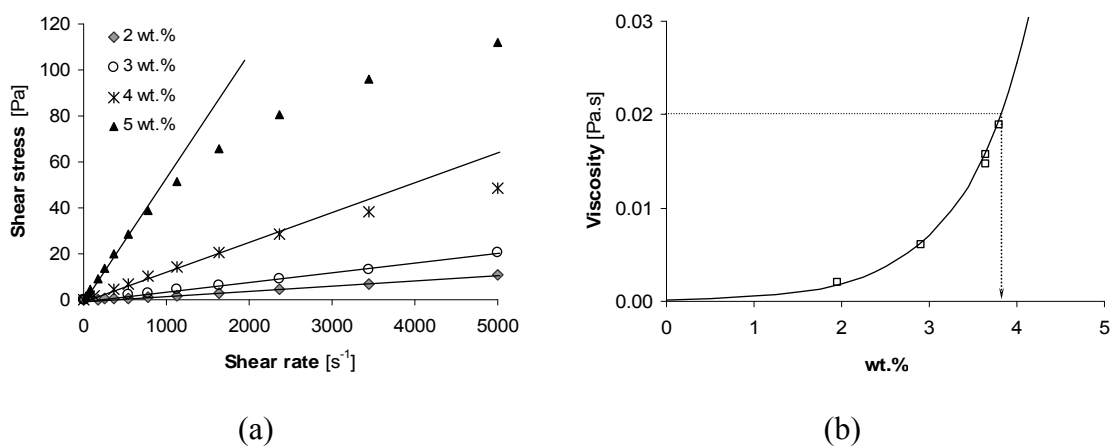 120
100
80
60
40
20
0
Shear stress [Pa]
2 wt.%
3 wt.%
4 wt.%
5 wt.%
0 1000 2000 3000 4000 5000
Shear rate [s⁻¹]
(a)
0.03
0.02
0.01
0.00
Viscosity [Pa.s]
0 1 2 3 4 5
wt.%
(b)